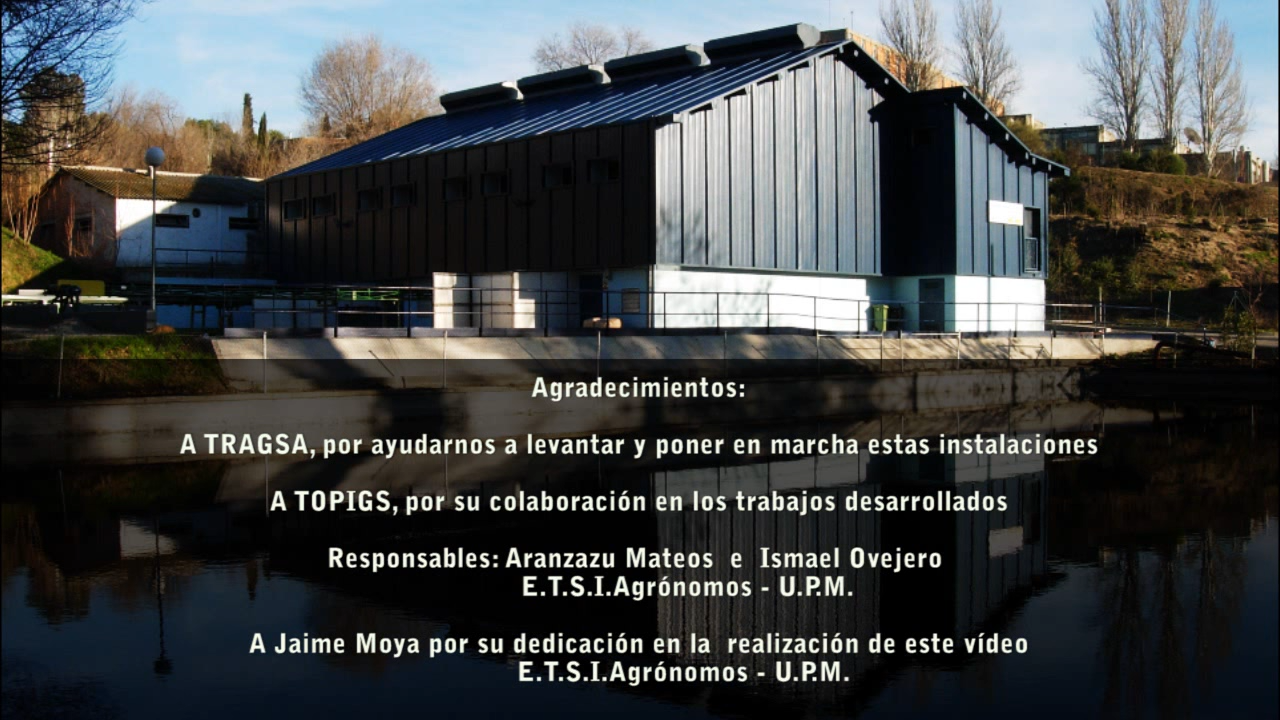 Agradecimientos:
A TRAGSA, por ayudarnos a levantar y poner en marcha estas instalaciones
A TOPIGS, por su colaboración en los trabajos desarrollados
Responsables: Aranzazu Mateos e Ismael Ovejero
E.T.S.I.Agrónomos - U.P.M.
A Jaime Moya por su dedicación en la realización de este vídeo
E.T.S.I.Agrónomos - U.P.M.